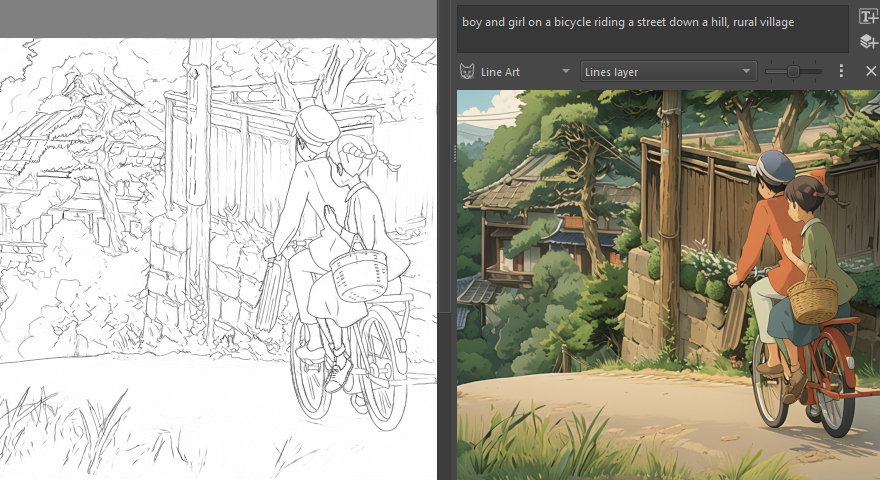 boy and girl on a bicycle riding a street down a hill, rural village
Line Art
Lines layer